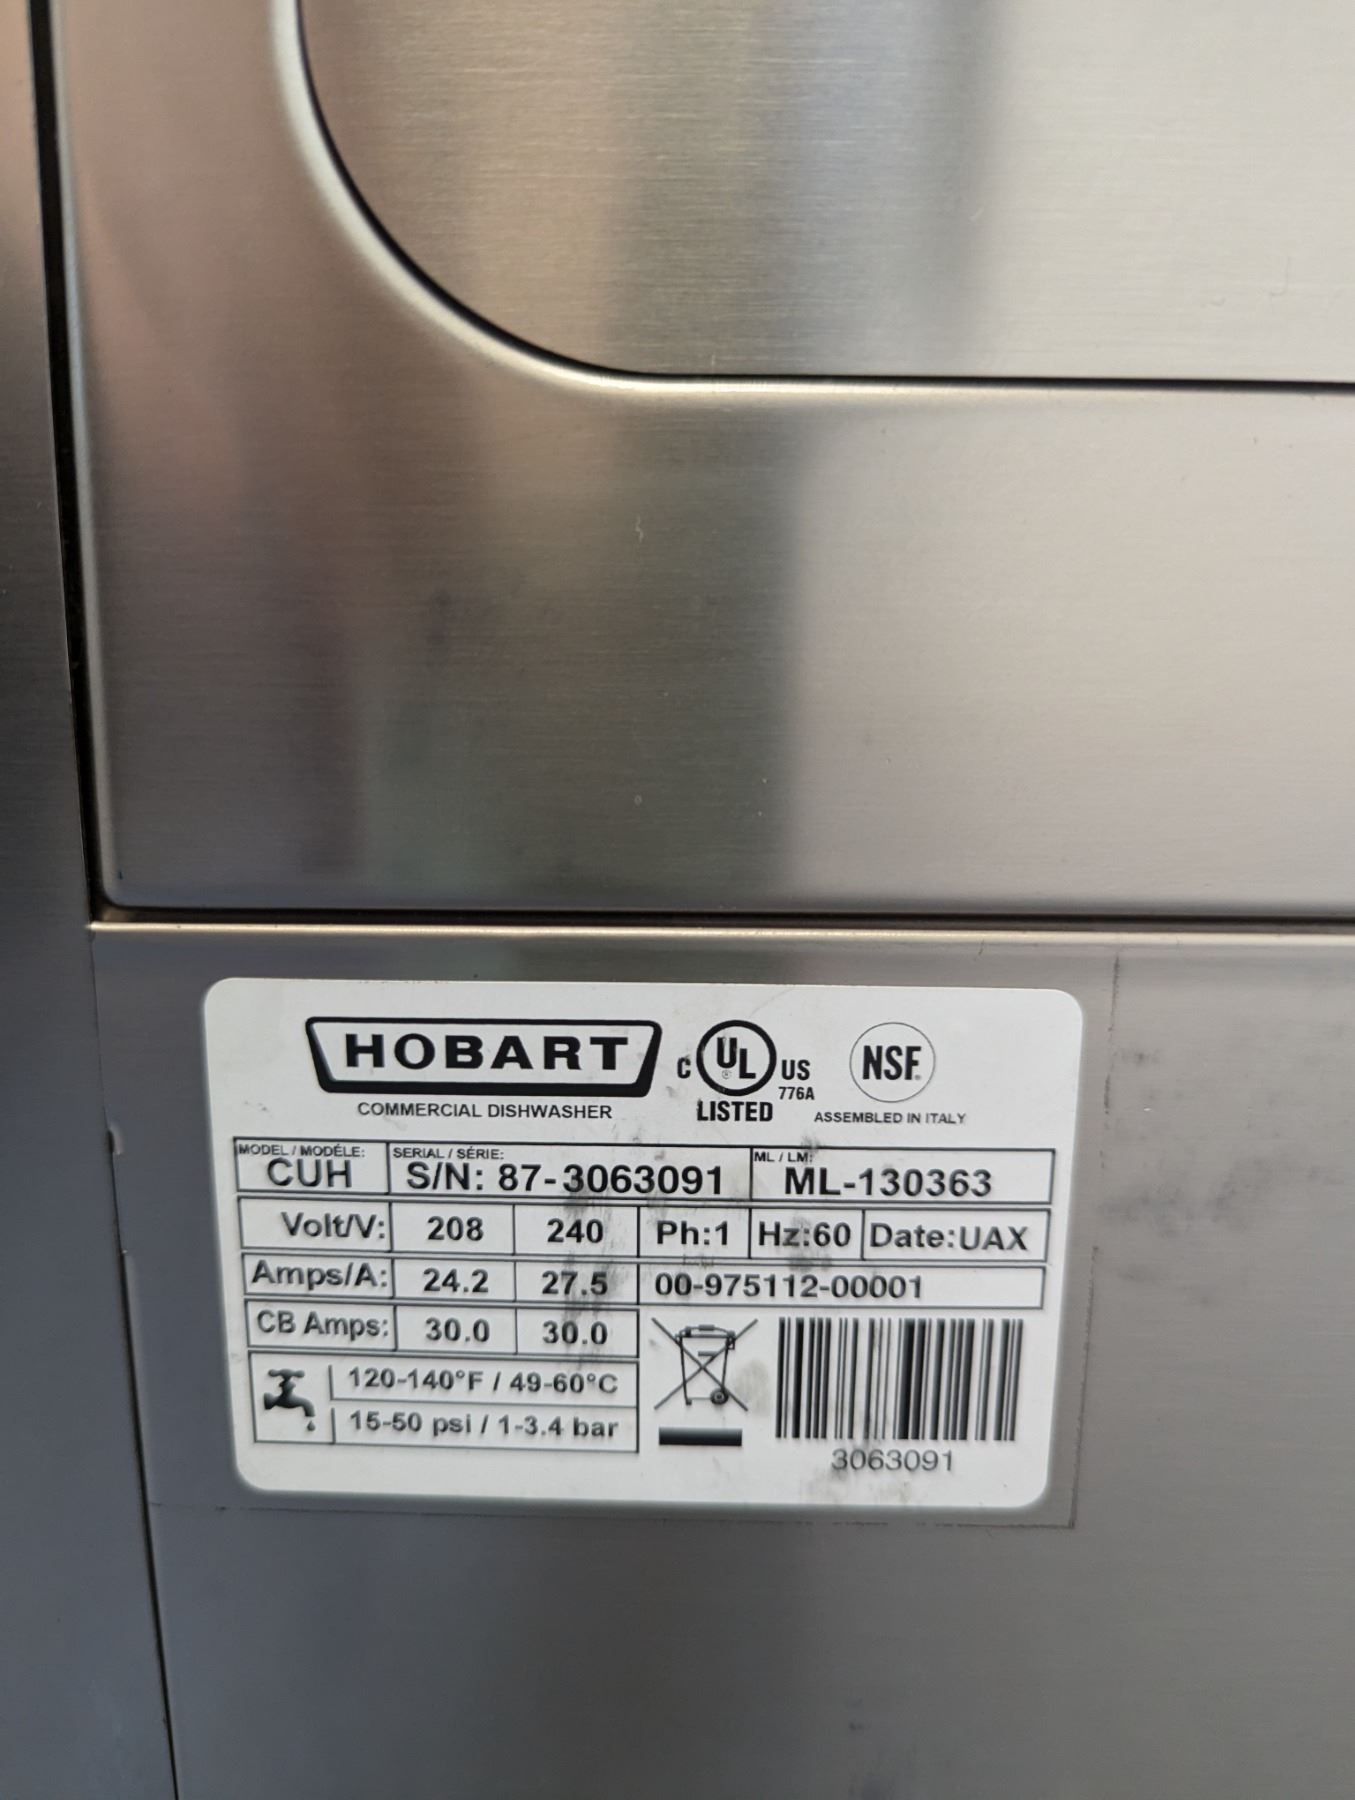 HOBART
COMMERCIAL DISHWASHER
C UL US
776A
LISTED
NSF.
ASSEMBLED IN ITALY
MODEL / MODÉLE:
CUH
SERIAL / SÉRIE:
S/N: 87-3063091
ML / LM:
ML-130363
Volt/V: 208 240 Ph:1 Hz:60 Date:UAX
Amps/A: 24.2 27.5 00-975112-00001
CB Amps: 30.0 30.0
120-140°F / 49-60°C
15-50 psi / 1-3.4 bar
3063091